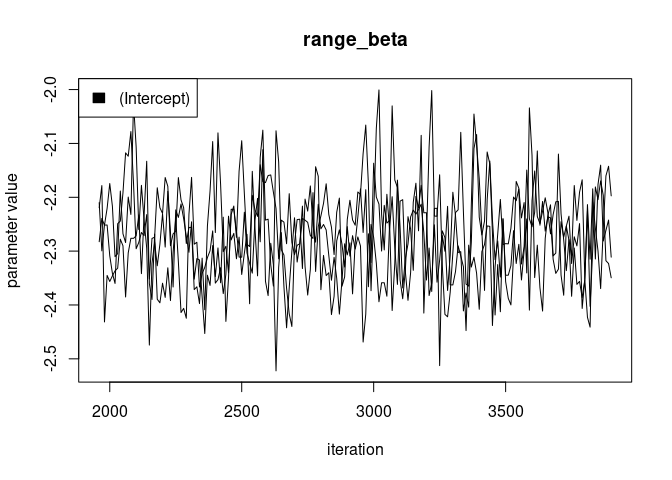 range_beta
(Intercept)
parameter value
-2.0
-2.1
-2.2
-2.3
-2.4
-2.5
2000 2500 3000 3500
iteration